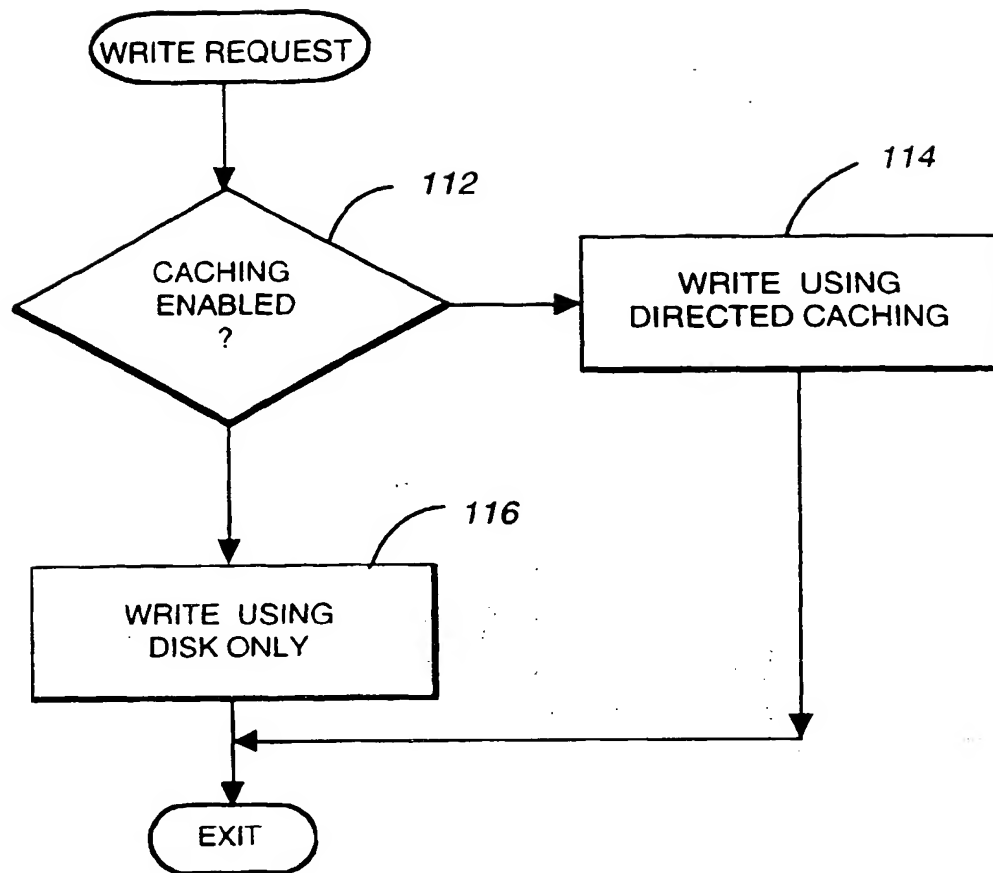 WRITE REQUEST
112
CACHING
ENABLED
?
114
WRITE USING
DIRECTED CACHING
116
WRITE USING
DISK ONLY
EXIT